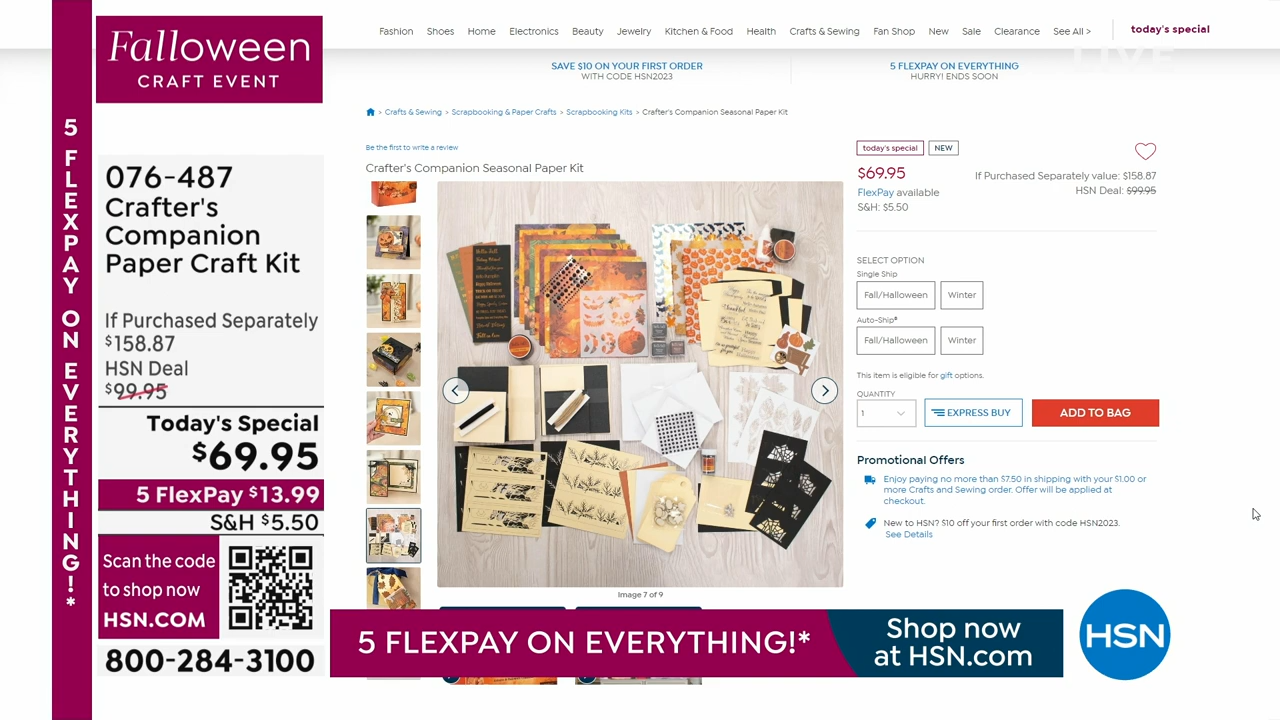 Falloween
CRAFT EVENT
5 FLEXPAY ON EVERYTHING!*
076-487
Crafter's
Companion
Paper Craft Kit
If Purchased Separately
$158.87
HSN Deal
$99.95
Today's Special
$69.95
5 FlexPay $13.99
S&H $5.50
Scan the code
to shop now
HSN.COM
800-284-3100
Fashion Shoes Home Electronics Beauty Jewelry Kitchen & Food Health Crafts & Sewing Fan Shop New Sale Clearance See All > today's special
LIVE
SAVE $10 ON YOUR FIRST ORDER
WITH CODE HSN2023
5 FLEXPAY ON EVERYTHING
HURRY! ENDS SOON
> Crafts & Sewing > Scrapbooking & Paper Crafts > Scrapbooking Kits > Crafter's Companion Seasonal Paper Kit
Be the first to write a review
Crafter's Companion Seasonal Paper Kit
today's special NEW
$69.95
If Purchased Separately value: $158.87
FlexPay available
HSN Deal: $99.95
S&H: $5.50
SELECT OPTION
Single Ship
Fall/Halloween Winter
Auto-Ship®
Fall/Halloween Winter
This item is eligible for gift options.
QUANTITY
1
EXPRESS BUY
ADD TO BAG
Promotional Offers
Enjoy paying no more than $7.50 in shipping with your $1.00 or
more Crafts and Sewing order. Offer will be applied at
checkout.
New to HSN? $10 off your first order with code HSN2023.
See Details
Image 7 of 9
5 FLEXPAY ON EVERYTHING!*
Shop now
at HSN.com
HSN